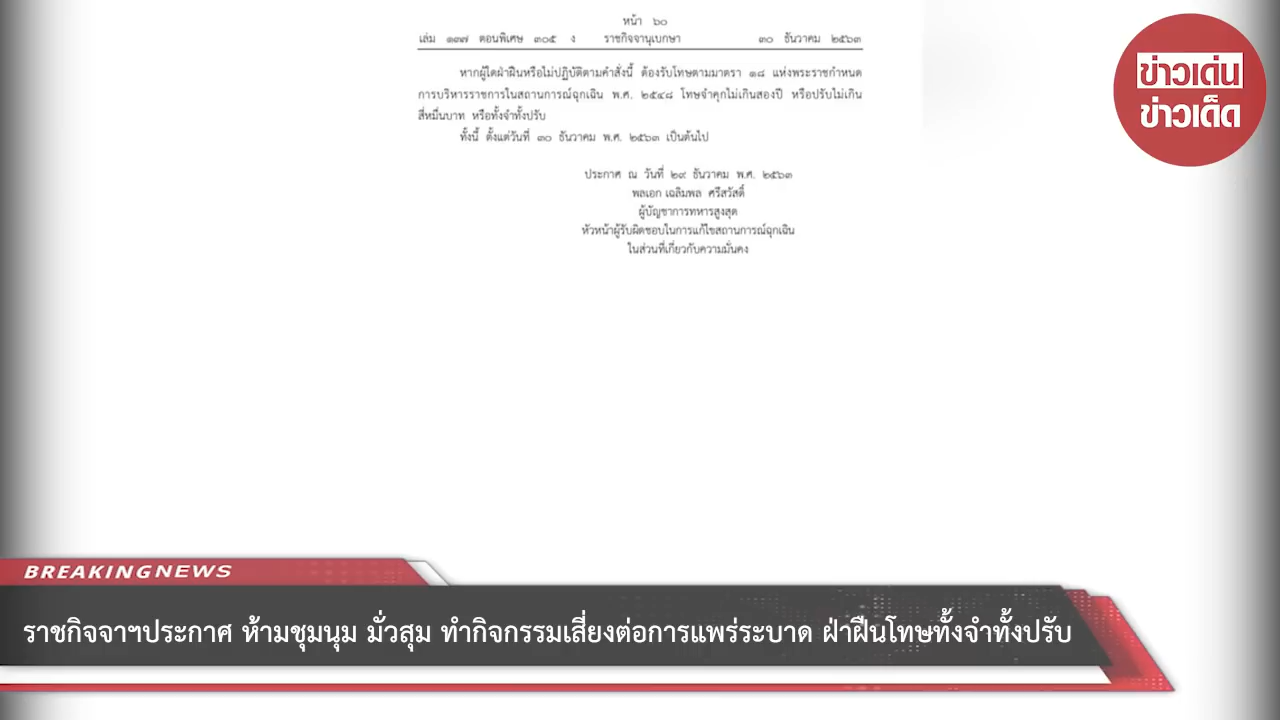 หน้า ๖๐
เล่ม ๑๓๗ ตอนพิเศษ ๓๐๕ ง ราชกิจจานุเบกษา ๓๐ ธันวาคม ๒๕๖๓
หากผู้ใดฝ่าฝืนหรือไม่ปฏิบัติตามคำสั่งนี้ ต้องรับโทษตามมาตรา ๑๘ แห่งพระราชกำหนด
การบริหารราชการในสถานการณ์ฉุกเฉิน พ.ศ. ๒๕๔๘ โทษจำคุกไม่เกินสองปี หรือปรับไม่เกิน
สี่หมื่นบาท หรือทั้งจำทั้งปรับ
ทั้งนี้ ตั้งแต่วันที่ ๓๐ ธันวาคม พ.ศ. ๒๕๖๓ เป็นต้นไป
ประกาศ ณ วันที่ ๒๙ ธันวาคม พ.ศ. ๒๕๖๓
พลเอก เฉลิมพล ศรีสวัสดิ์
ผู้บัญชาการทหารสูงสุด
หัวหน้าผู้รับผิดชอบในการแก้ไขสถานการณ์ฉุกเฉิน
ในส่วนที่เกี่ยวกับความมั่นคง
ข่าวเด่น
ข่าวเด็ด
BREAKINGNEWS
ราชกิจจาฯประกาศ ห้ามชุมนุม มั่วสุ่ม ทำกิจกรรมเสี่ยงต่อการแพร่ระบาด ฝ่าฝืนโทษทั้งจำทั้งปรับ